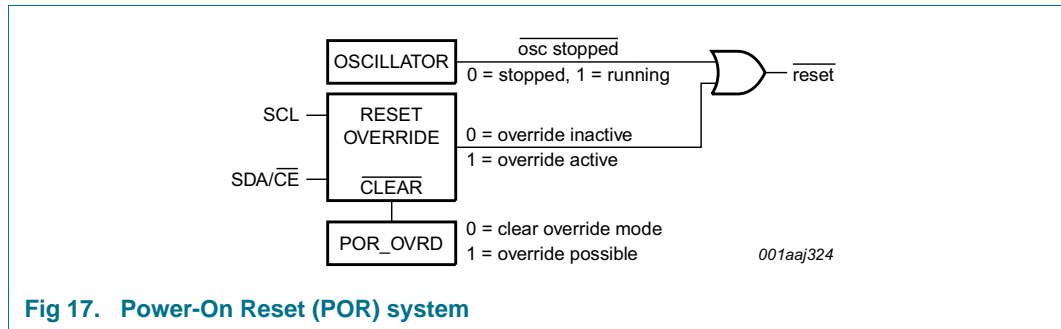 osc stopped
OSCILLATOR
0 = stopped, 1 = running
reset
SCL
RESET
OVERRIDE
0 = override inactive
1 = override active
SDA/CE
CLEAR
POR_OVRD
0 = clear override mode
1 = override possible
001aaj324
Fig 17. Power-On Reset (POR) system